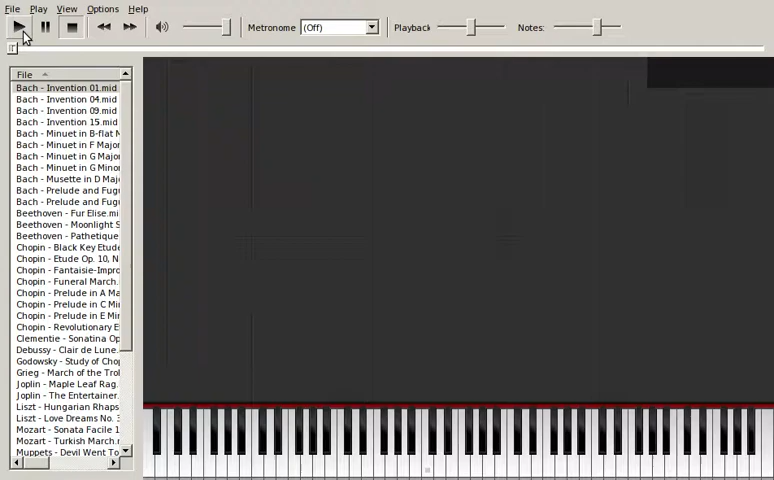 File Play View Options Help
Metronome (Off) Playback Notes:
File
Bach - Invention 01.mid
Bach - Invention 04.mid
Bach - Invention 09.mid
Bach - Invention 15.mid
Bach - Minuet in B-flat M
Bach - Minuet in F Major
Bach - Minuet in G Major
Bach - Minuet in G Minor
Bach - Musette in D Maj
Bach - Prelude and Fugu
Bach - Prelude and Fugu
Beethoven - Fur Elise.mi
Beethoven - Moonlight S
Beethoven - Pathetique
Chopin - Black Key Etude
Chopin - Etude Op. 10, N
Chopin - Fantaisie-Impro
Chopin - Funeral March.
Chopin - Prelude in A Ma
Chopin - Prelude in C Min
Chopin - Prelude in E Min
Chopin - Revolutionary Et
Clementie - Sonatina Op
Debussy - Clair de Lune.
Godowsky - Study of Chop
Grieg - March of the Trol
Joplin - Maple Leaf Rag.
Joplin - The Entertainer.
Liszt - Hungarian Rhaps
Liszt - Love Dreams No. 3
Mozart - Sonata Facile 1
Mozart - Turkish March.m
Muppets - Devil Went To